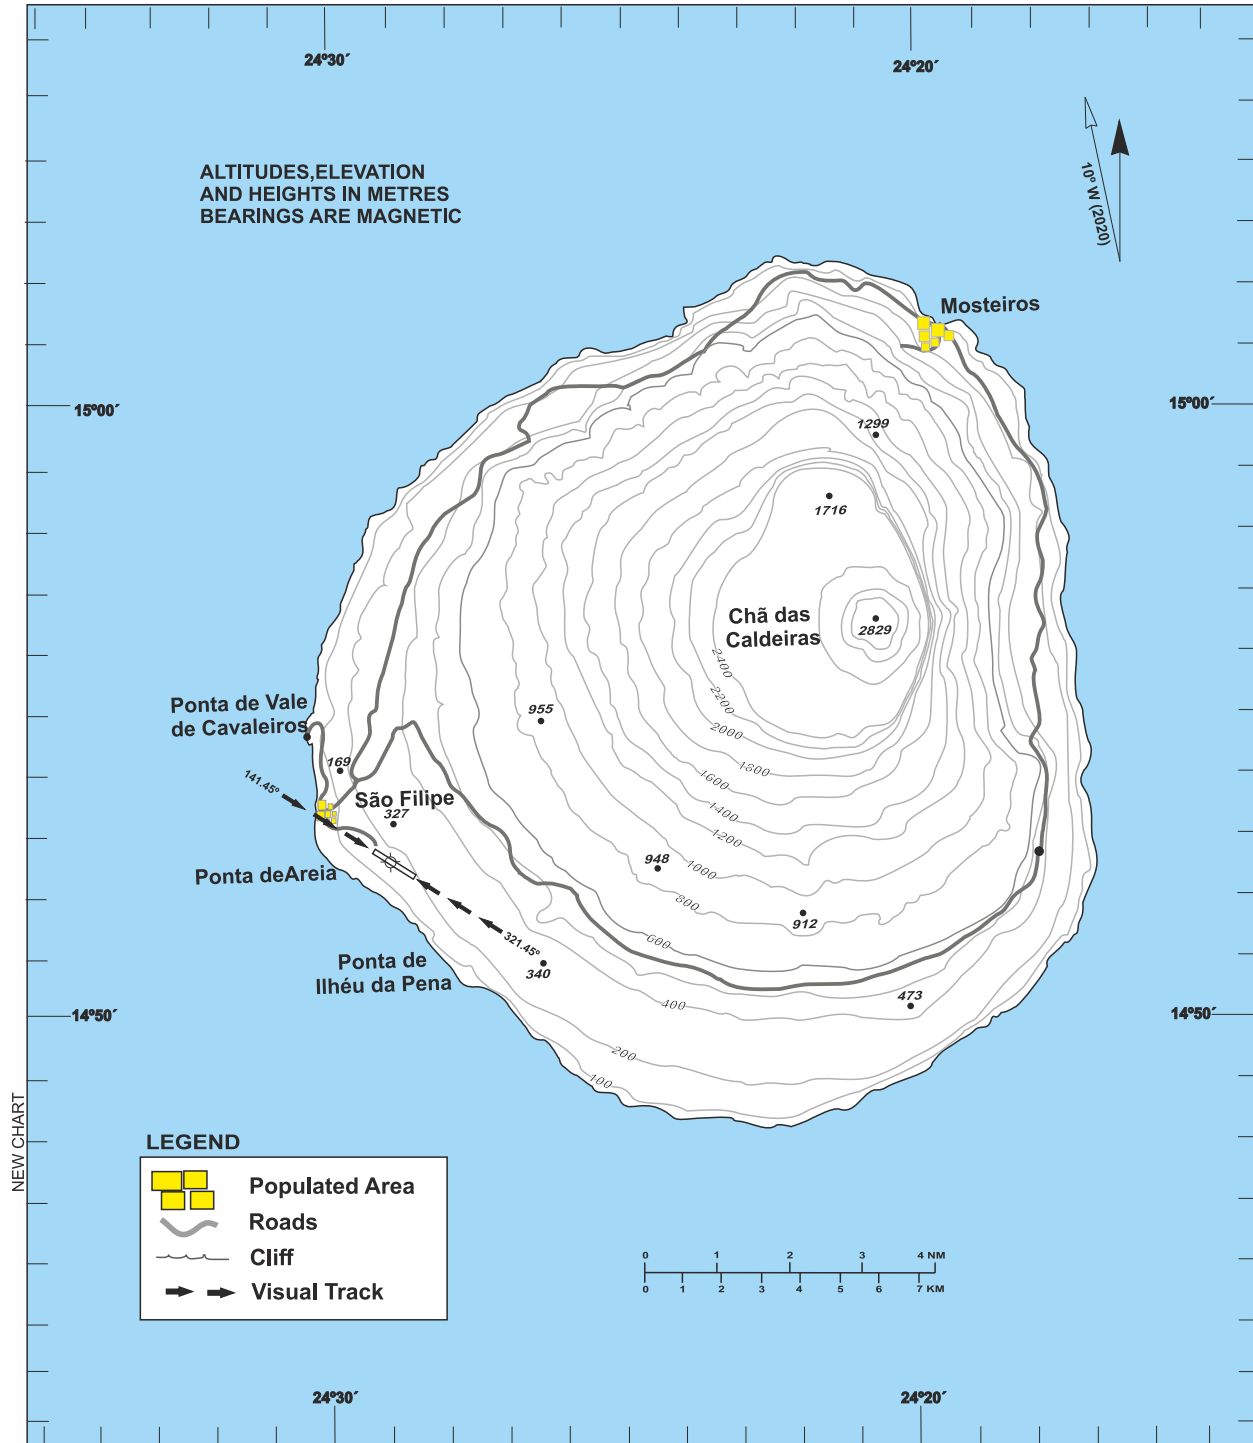 24º30´
24º20´
ALTITUDES,ELEVATION
AND HEIGHTS IN METRES
BEARINGS ARE MAGNETIC
10º W (2020)
Mosteiros
15º00´
15º00´
1299
1716
Chã das
Caldeiras
2829
2400
2200
2000
1800
1600
1400
1200
1000
800
600
400
200
100
955
Ponta de Vale
de Cavaleiros
169
141.45º
São Filipe
327
Ponta deAreia
948
912
321.45º
340
Ponta de
Ilhéu da Pena
473
14º50´
14º50´
NEW CHART
LEGEND
Populated Area
Roads
Cliff
Visual Track
0 1 2 3 4 NM
0 1 2 3 4 5 6 7 KM
24º30´
24º20´